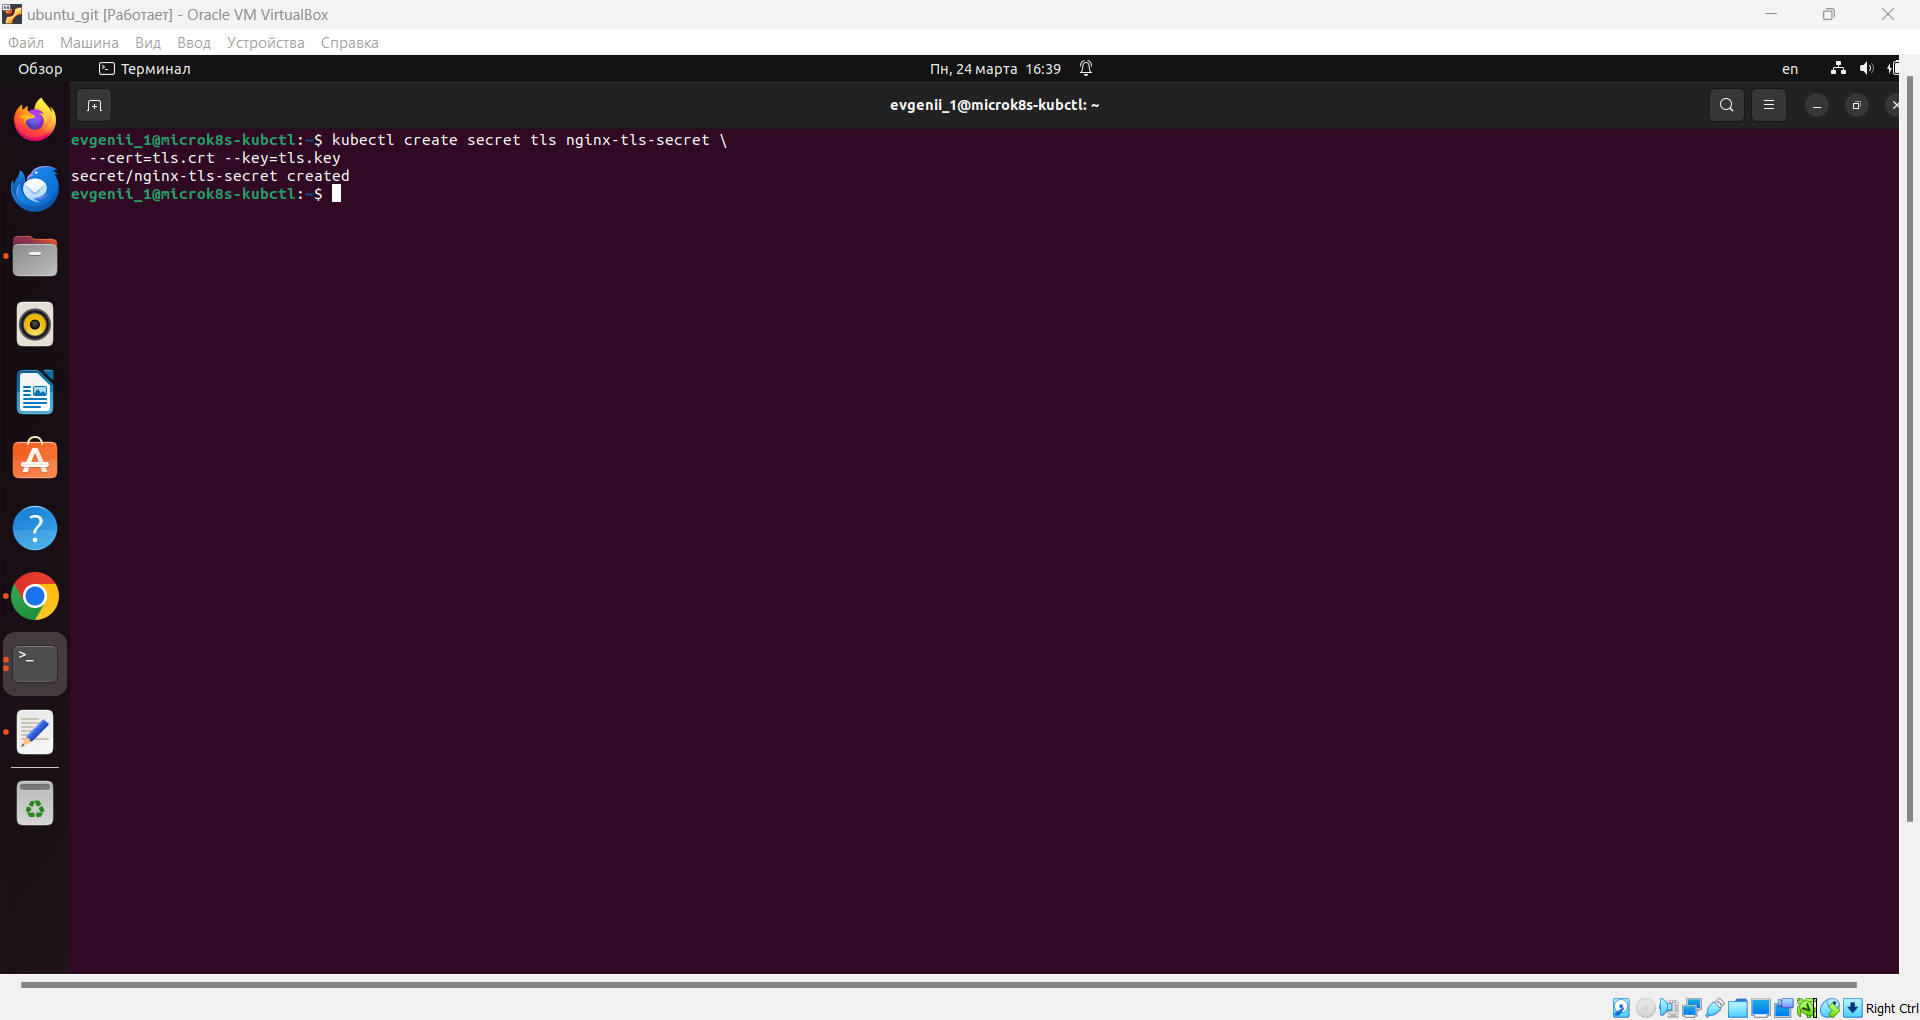 ubuntu_git [Работает] - Oracle VM VirtualBox
Файл Машина Вид Ввод Устройства Справка
Обзор Терминал Пн, 24 марта 16:39 en
evgenii_1@microk8s-kubctl: ~
evgenii_1@microk8s-kubctl:~$ kubectl create secret tls nginx-tls-secret \
--cert=tls.crt --key=tls.key
secret/nginx-tls-secret created
evgenii_1@microk8s-kubctl:~$
Right Ctrl